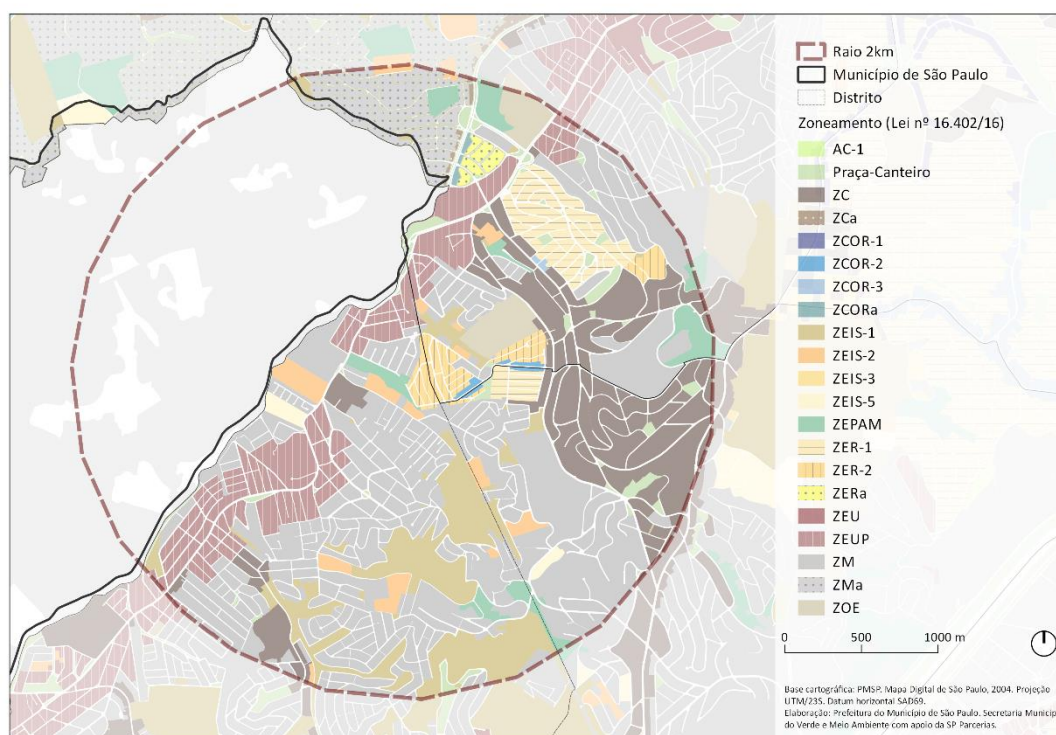 Raio 2km
Município de São Paulo
Distrito
Zoneamento (Lei nº 16.402/16)
AC-1
Praça-Canteiro
ZC
ZCa
ZCOR-1
ZCOR-2
ZCOR-3
ZCORa
ZEIS-1
ZEIS-2
ZEIS-3
ZEIS-5
ZEPAM
ZER-1
ZER-2
ZERa
ZEU
ZEUP
ZM
ZMa
ZOE
0 500 1000 m
Base cartográfica: PMSP. Mapa Digital de São Paulo, 2004. Projeção
UTM/23S. Datum horizontal SAD69.
Elaboração: Prefeitura do Município de São Paulo. Secretaria Municip
do Verde e Meio Ambiente com apoio da SP Parcerias.